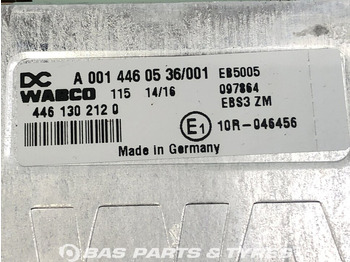 DC A 001 446 05 36/001 EB5005
WABCO 115 14/16 097864
446 130 212 0 EBS3 ZM
E1 10R-046456
Made in Germany
BAS PARTS & TYRES